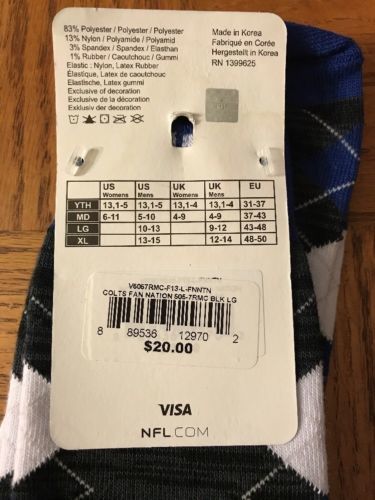 83% Polyester / Polyester / Polyester
13% Nylon / Polyamide / Polyamid
3% Spandex / Spandex / Elasthan
1% Rubber / Caoutchouc / Gummi
Elastic : Nylon, Latex Rubber
Élastique, Latex de caoutchouc
Elastische, Latex gummi
Exclusive of decoration
Exclusive de la décoration
Exklusiv der dekoration
Made in Korea
Fabriqué en Corée
Hergestellt in Korea
RN 1399625
US Womens US Mens UK Womens UK Mens EU
YTH 13,1-5 13,1-5 13,1-4 13,1-4 31-37
MD 6-11 5-10 4-9 4-9 37-43
LG 10-13 9-12 43-48
XL 13-15 12-14 48-50
V6067RMC-F13-L-FNNTN
COLTS FAN NATION 505-7RMC BLK LG
8 89536 12970 2
$20.00
VISA
NFL.COM